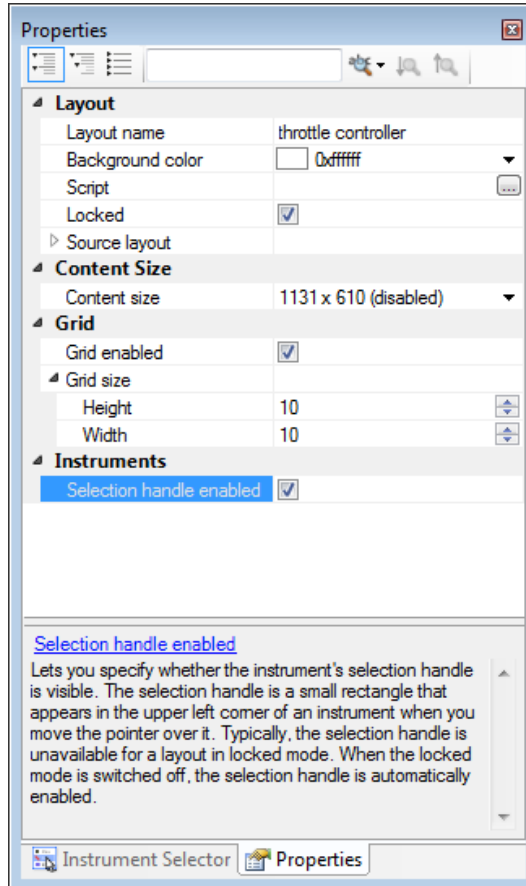 Properties
Layout
Layout name throttle controller
Background color 0xffffff
Script ...
Locked
Source layout
Content Size
Content size 1131 x 610 (disabled)
Grid
Grid enabled
Grid size
Height 10
Width 10
Instruments
Selection handle enabled
Selection handle enabled
Lets you specify whether the instrument's selection handle
is visible. The selection handle is a small rectangle that
appears in the upper left corner of an instrument when you
move the pointer over it. Typically, the selection handle is
unavailable for a layout in locked mode. When the locked
mode is switched off, the selection handle is automatically
enabled.
Instrument Selector Properties